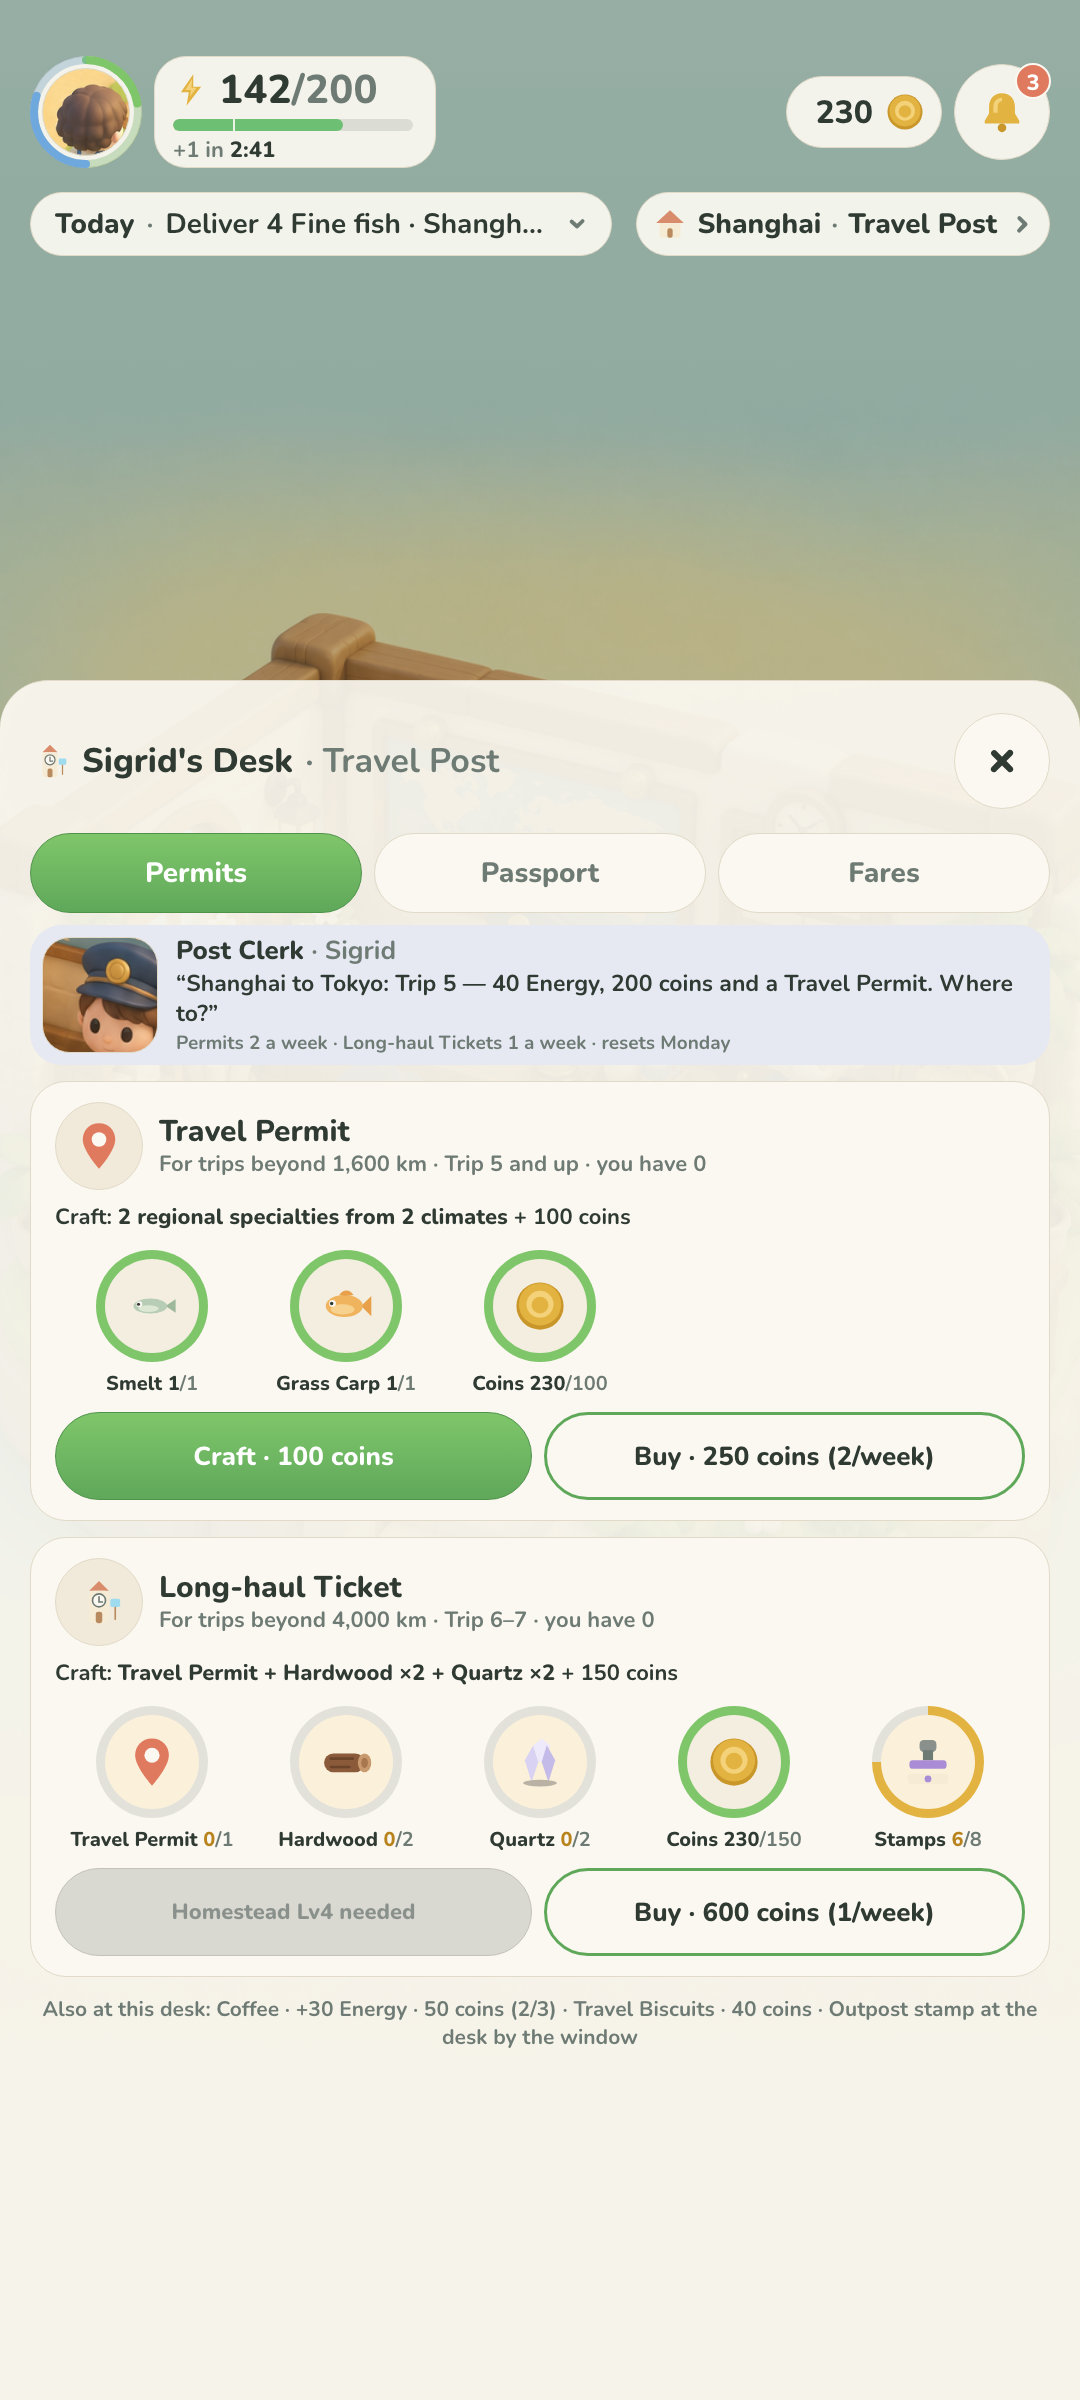 142/200
+1 in 2:41
230
3
Today · Deliver 4 Fine fish · Shangh...
Shanghai · Travel Post
Sigrid's Desk · Travel Post
Permits
Passport
Fares
Post Clerk · Sigrid
“Shanghai to Tokyo: Trip 5 — 40 Energy, 200 coins and a Travel Permit. Where
to?”
Permits 2 a week · Long-haul Tickets 1 a week · resets Monday
Travel Permit
For trips beyond 1,600 km · Trip 5 and up · you have 0
Craft: 2 regional specialties from 2 climates + 100 coins
Smelt 1/1
Grass Carp 1/1
Coins 230/100
Craft · 100 coins
Buy · 250 coins (2/week)
Long-haul Ticket
For trips beyond 4,000 km · Trip 6–7 · you have 0
Craft: Travel Permit + Hardwood ×2 + Quartz ×2 + 150 coins
Travel Permit 0/1
Hardwood 0/2
Quartz 0/2
Coins 230/150
Stamps 6/8
Homestead Lv4 needed
Buy · 600 coins (1/week)
Also at this desk: Coffee · +30 Energy · 50 coins (2/3) · Travel Biscuits · 40 coins · Outpost stamp at the
desk by the window